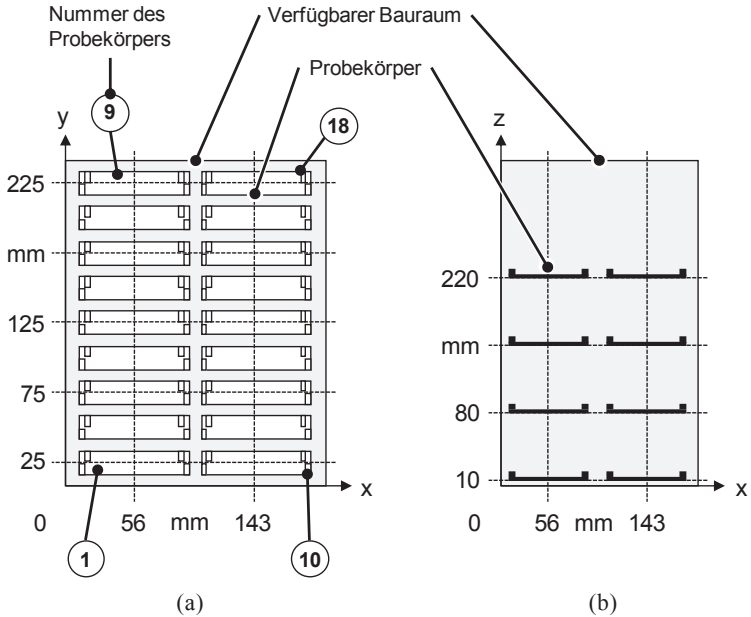 Nummer des
Probekörpers
Verfügbarer Bauraum
Probekörper
9
18
y
225
mm
125
75
25
0
56
mm
143
x
1
10
(a)
z
220
mm
80
10
0
56
mm
143
x
(b)